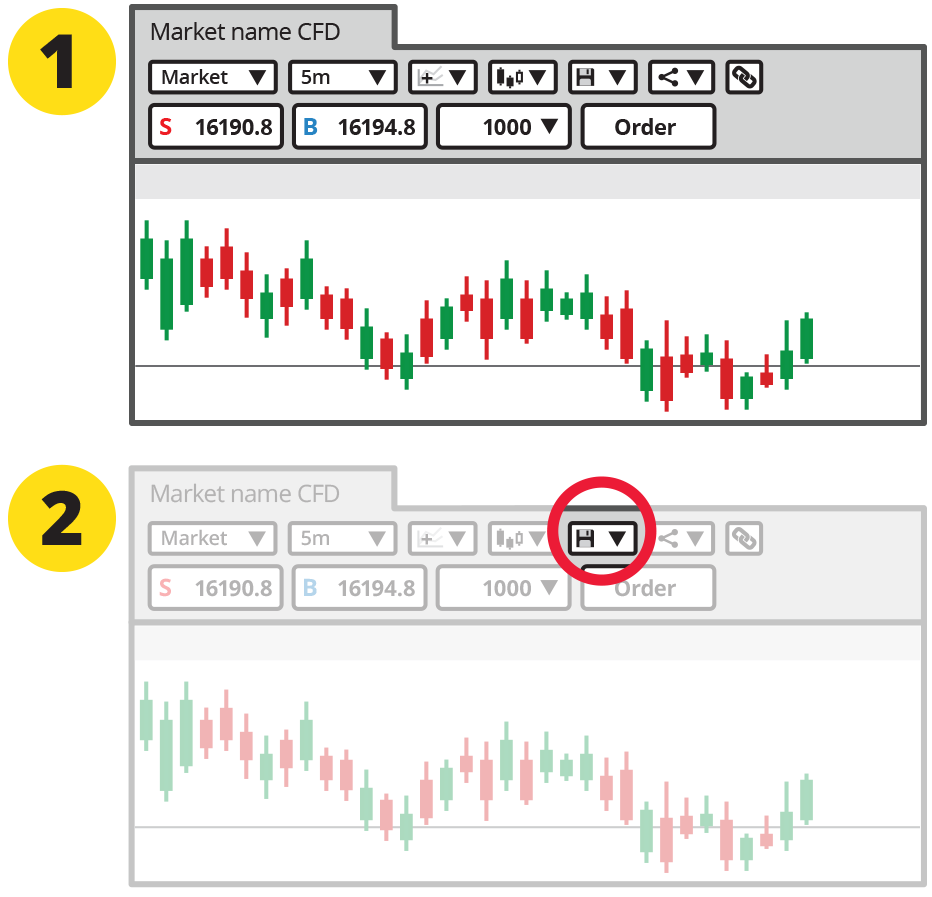 1
Market name CFD
Market 5m
S 16190.8 B 16194.8 1000 Order
2
Market name CFD
Market 5m
S 16190.8 B 16194.8 1000 Order